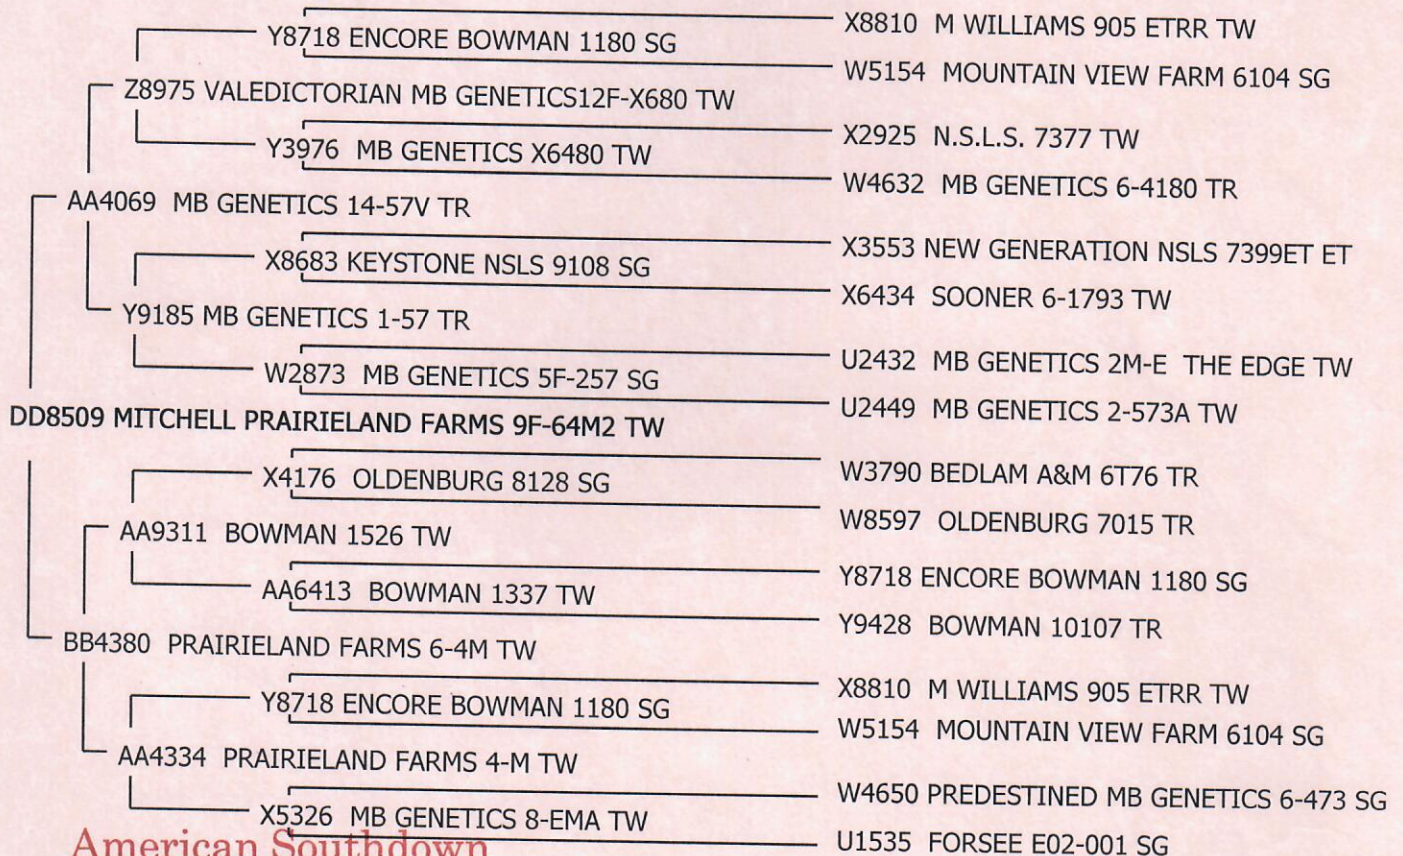 X8810 M WILLIAMS 905 ETRR TW
Y8718 ENCORE BOWMAN 1180 SG
W5154 MOUNTAIN VIEW FARM 6104 SG
Z8975 VALEDICTORIAN MB GENETICS12F-X680 TW
X2925 N.S.L.S. 7377 TW
Y3976 MB GENETICS X6480 TW
W4632 MB GENETICS 6-4180 TR
AA4069 MB GENETICS 14-57V TR
X3553 NEW GENERATION NSLS 7399ET ET
X8683 KEYSTONE NSLS 9108 SG
X6434 SOONER 6-1793 TW
Y9185 MB GENETICS 1-57 TR
U2432 MB GENETICS 2M-E THE EDGE TW
W2873 MB GENETICS 5F-257 SG
U2449 MB GENETICS 2-573A TW
DD8509 MITCHELL PRAIRIELAND FARMS 9F-64M2 TW
W3790 BEDLAM A&M 6T76 TR
X4176 OLDENBURG 8128 SG
W8597 OLDENBURG 7015 TR
AA9311 BOWMAN 1526 TW
Y8718 ENCORE BOWMAN 1180 SG
AA6413 BOWMAN 1337 TW
Y9428 BOWMAN 10107 TR
BB4380 PRAIRIELAND FARMS 6-4M TW
X8810 M WILLIAMS 905 ETRR TW
Y8718 ENCORE BOWMAN 1180 SG
W5154 MOUNTAIN VIEW FARM 6104 SG
AA4334 PRAIRIELAND FARMS 4-M TW
W4650 PREDESTINED MB GENETICS 6-473 SG
X5326 MB GENETICS 8-EMA TW
U1535 FORSEE E02-001 SG
American Southdown